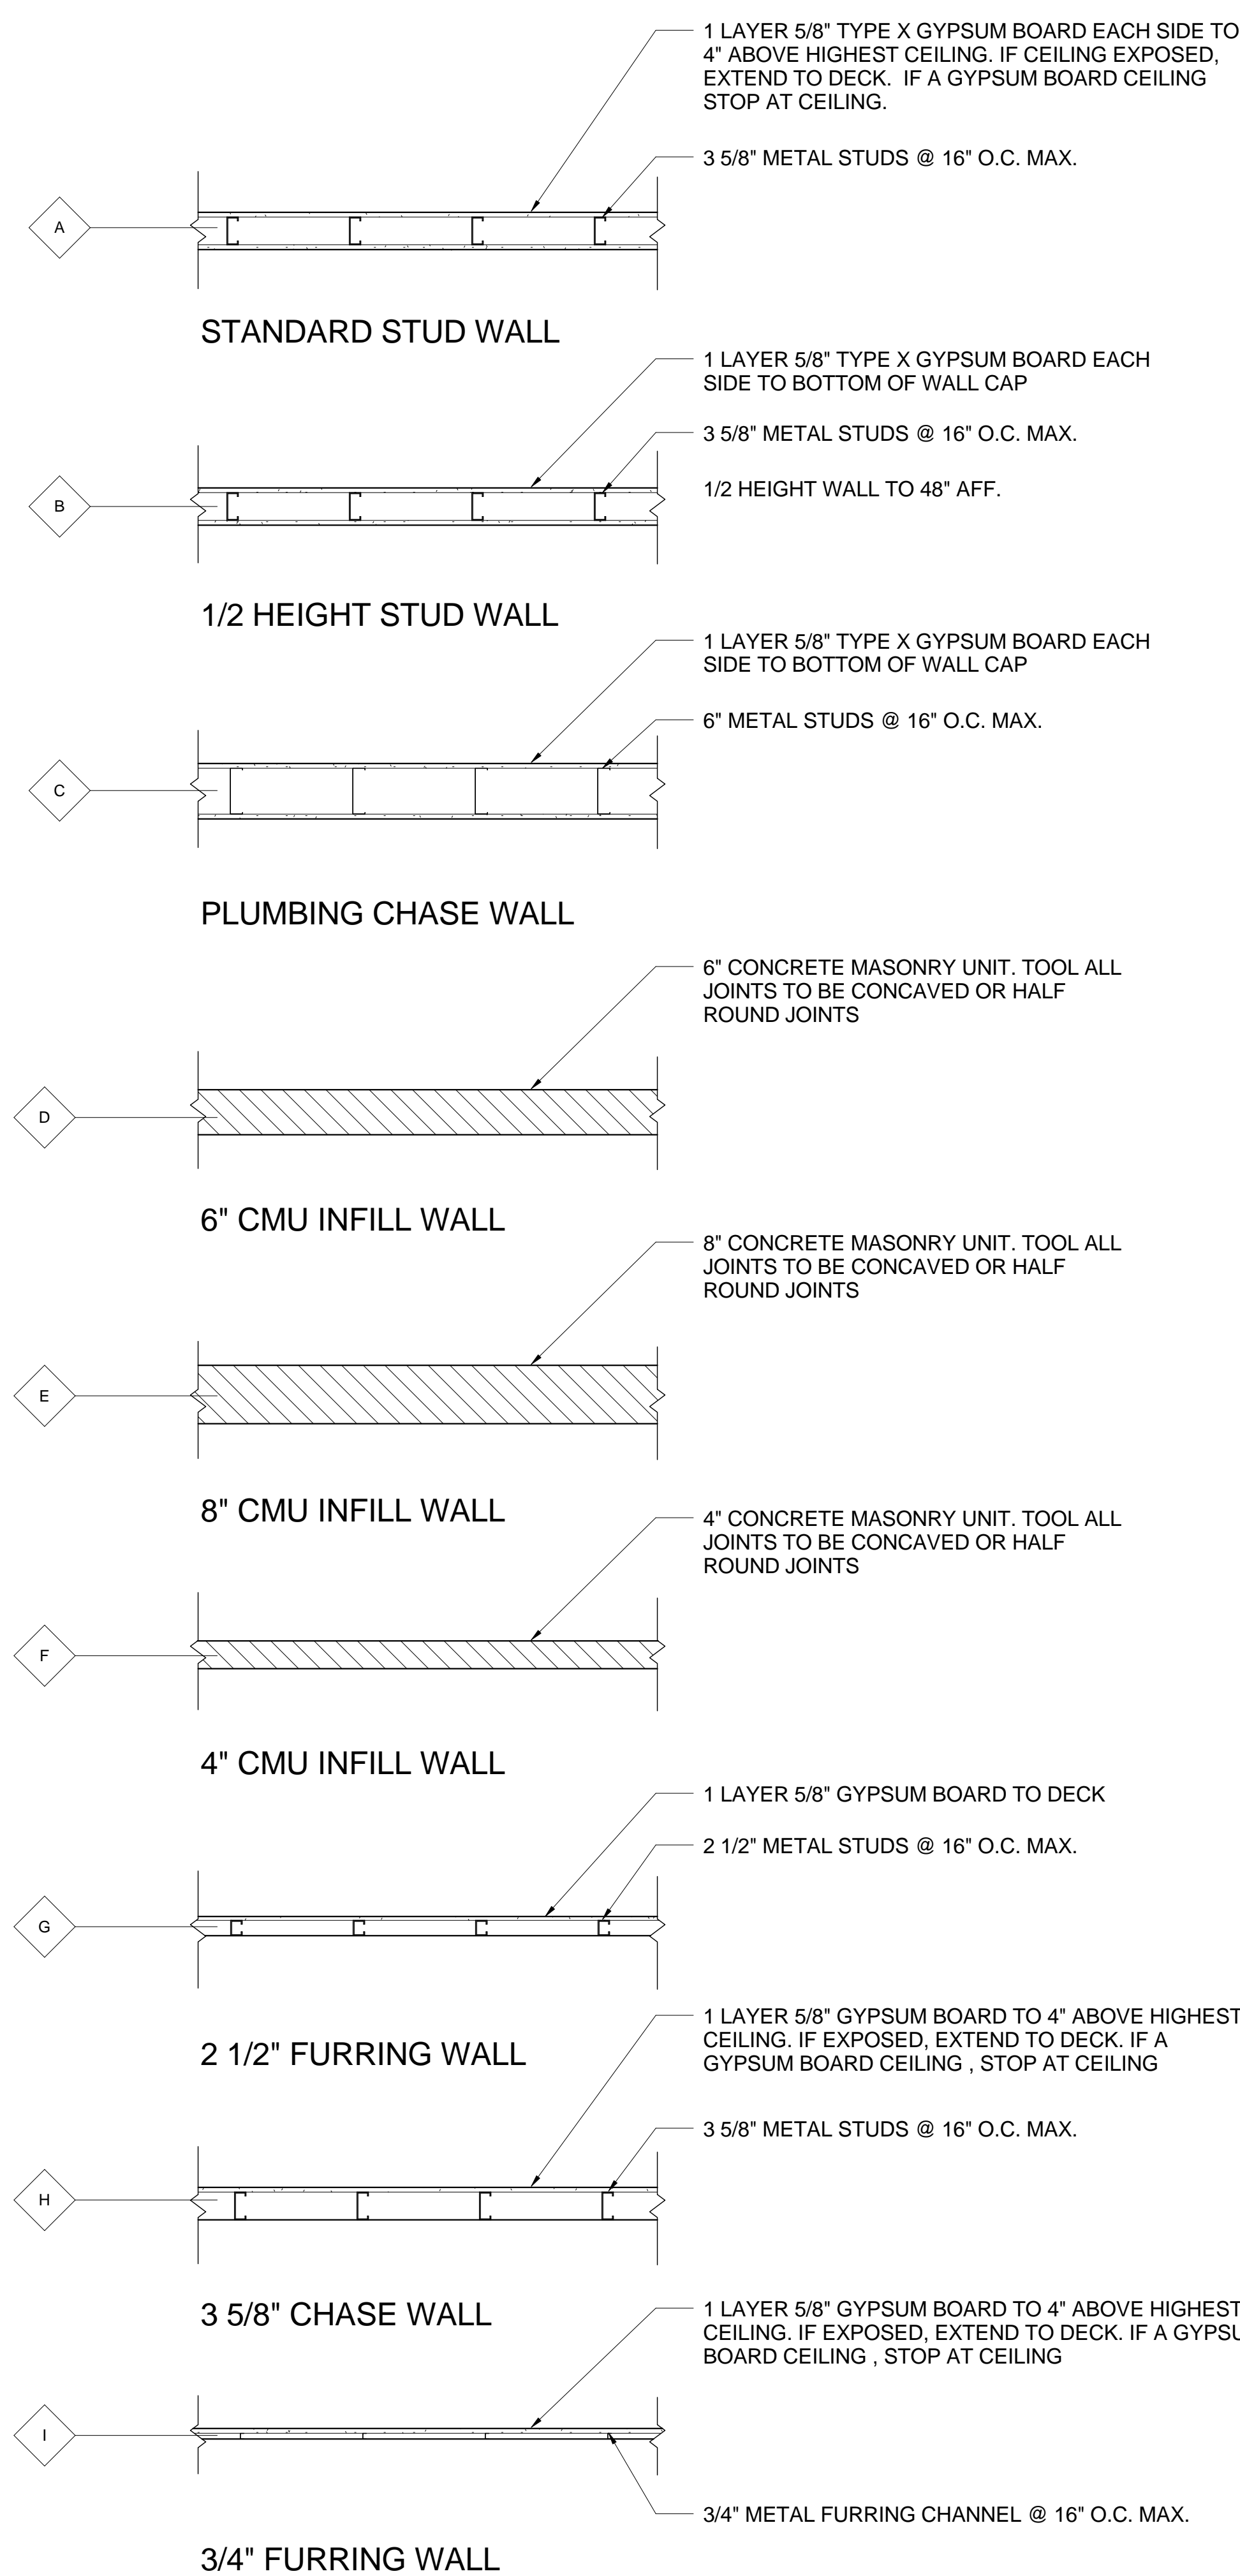 1 LAYER 5/8" TYPE X GYPSUM BOARD EACH SIDE TO
4" ABOVE HIGHEST CEILING. IF CEILING EXPOSED,
EXTEND TO DECK. IF A GYPSUM BOARD CEILING
STOP AT CEILING.
3 5/8" METAL STUDS @ 16" O.C. MAX.
A
STANDARD STUD WALL
1 LAYER 5/8" TYPE X GYPSUM BOARD EACH
SIDE TO BOTTOM OF WALL CAP
3 5/8" METAL STUDS @ 16" O.C. MAX.
1/2 HEIGHT WALL TO 48" AFF.
B
1/2 HEIGHT STUD WALL
1 LAYER 5/8" TYPE X GYPSUM BOARD EACH
SIDE TO BOTTOM OF WALL CAP
6" METAL STUDS @ 16" O.C. MAX.
C
PLUMBING CHASE WALL
6" CONCRETE MASONRY UNIT. TOOL ALL
JOINTS TO BE CONCAVED OR HALF
ROUND JOINTS
D
6" CMU INFILL WALL
8" CONCRETE MASONRY UNIT. TOOL ALL
JOINTS TO BE CONCAVED OR HALF
ROUND JOINTS
E
8" CMU INFILL WALL
4" CONCRETE MASONRY UNIT. TOOL ALL
JOINTS TO BE CONCAVED OR HALF
ROUND JOINTS
F
4" CMU INFILL WALL
1 LAYER 5/8" GYPSUM BOARD TO DECK
2 1/2" METAL STUDS @ 16" O.C. MAX.
G
2 1/2" FURRING WALL
1 LAYER 5/8" GYPSUM BOARD TO 4" ABOVE HIGHEST
CEILING. IF EXPOSED, EXTEND TO DECK. IF A
GYPSUM BOARD CEILING , STOP AT CEILING
3 5/8" METAL STUDS @ 16" O.C. MAX.
H
3 5/8" CHASE WALL
1 LAYER 5/8" GYPSUM BOARD TO 4" ABOVE HIGHEST
CEILING. IF EXPOSED, EXTEND TO DECK. IF A GYPSU
BOARD CEILING , STOP AT CEILING
I
3/4" METAL FURRING CHANNEL @ 16" O.C. MAX.
3/4" FURRING WALL